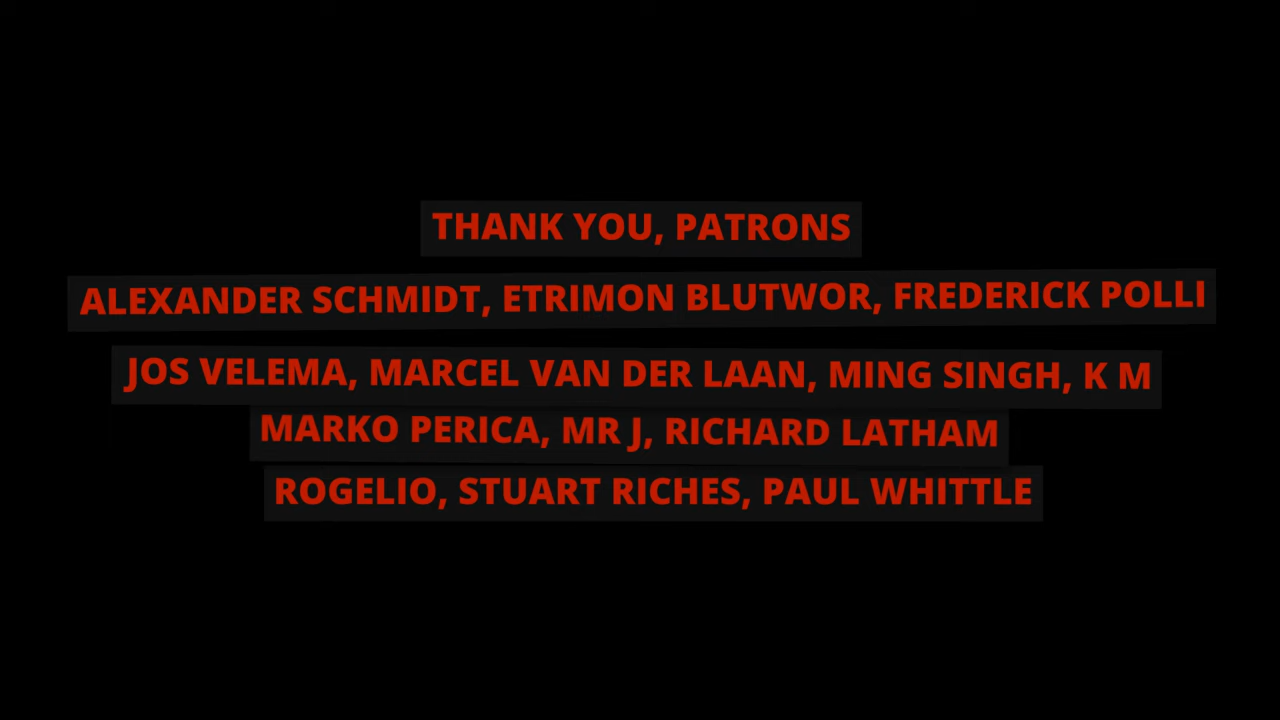 THANK YOU, PATRONS
ALEXANDER SCHMIDT, ETRIMON BLUTWOR, FREDERICK POLLI
JOS VELEMA, MARCEL VAN DER LAAN, MING SINGH, K M
MARKO PERICA, MR J, RICHARD LATHAM
ROGELIO, STUART RICHES, PAUL WHITTLE